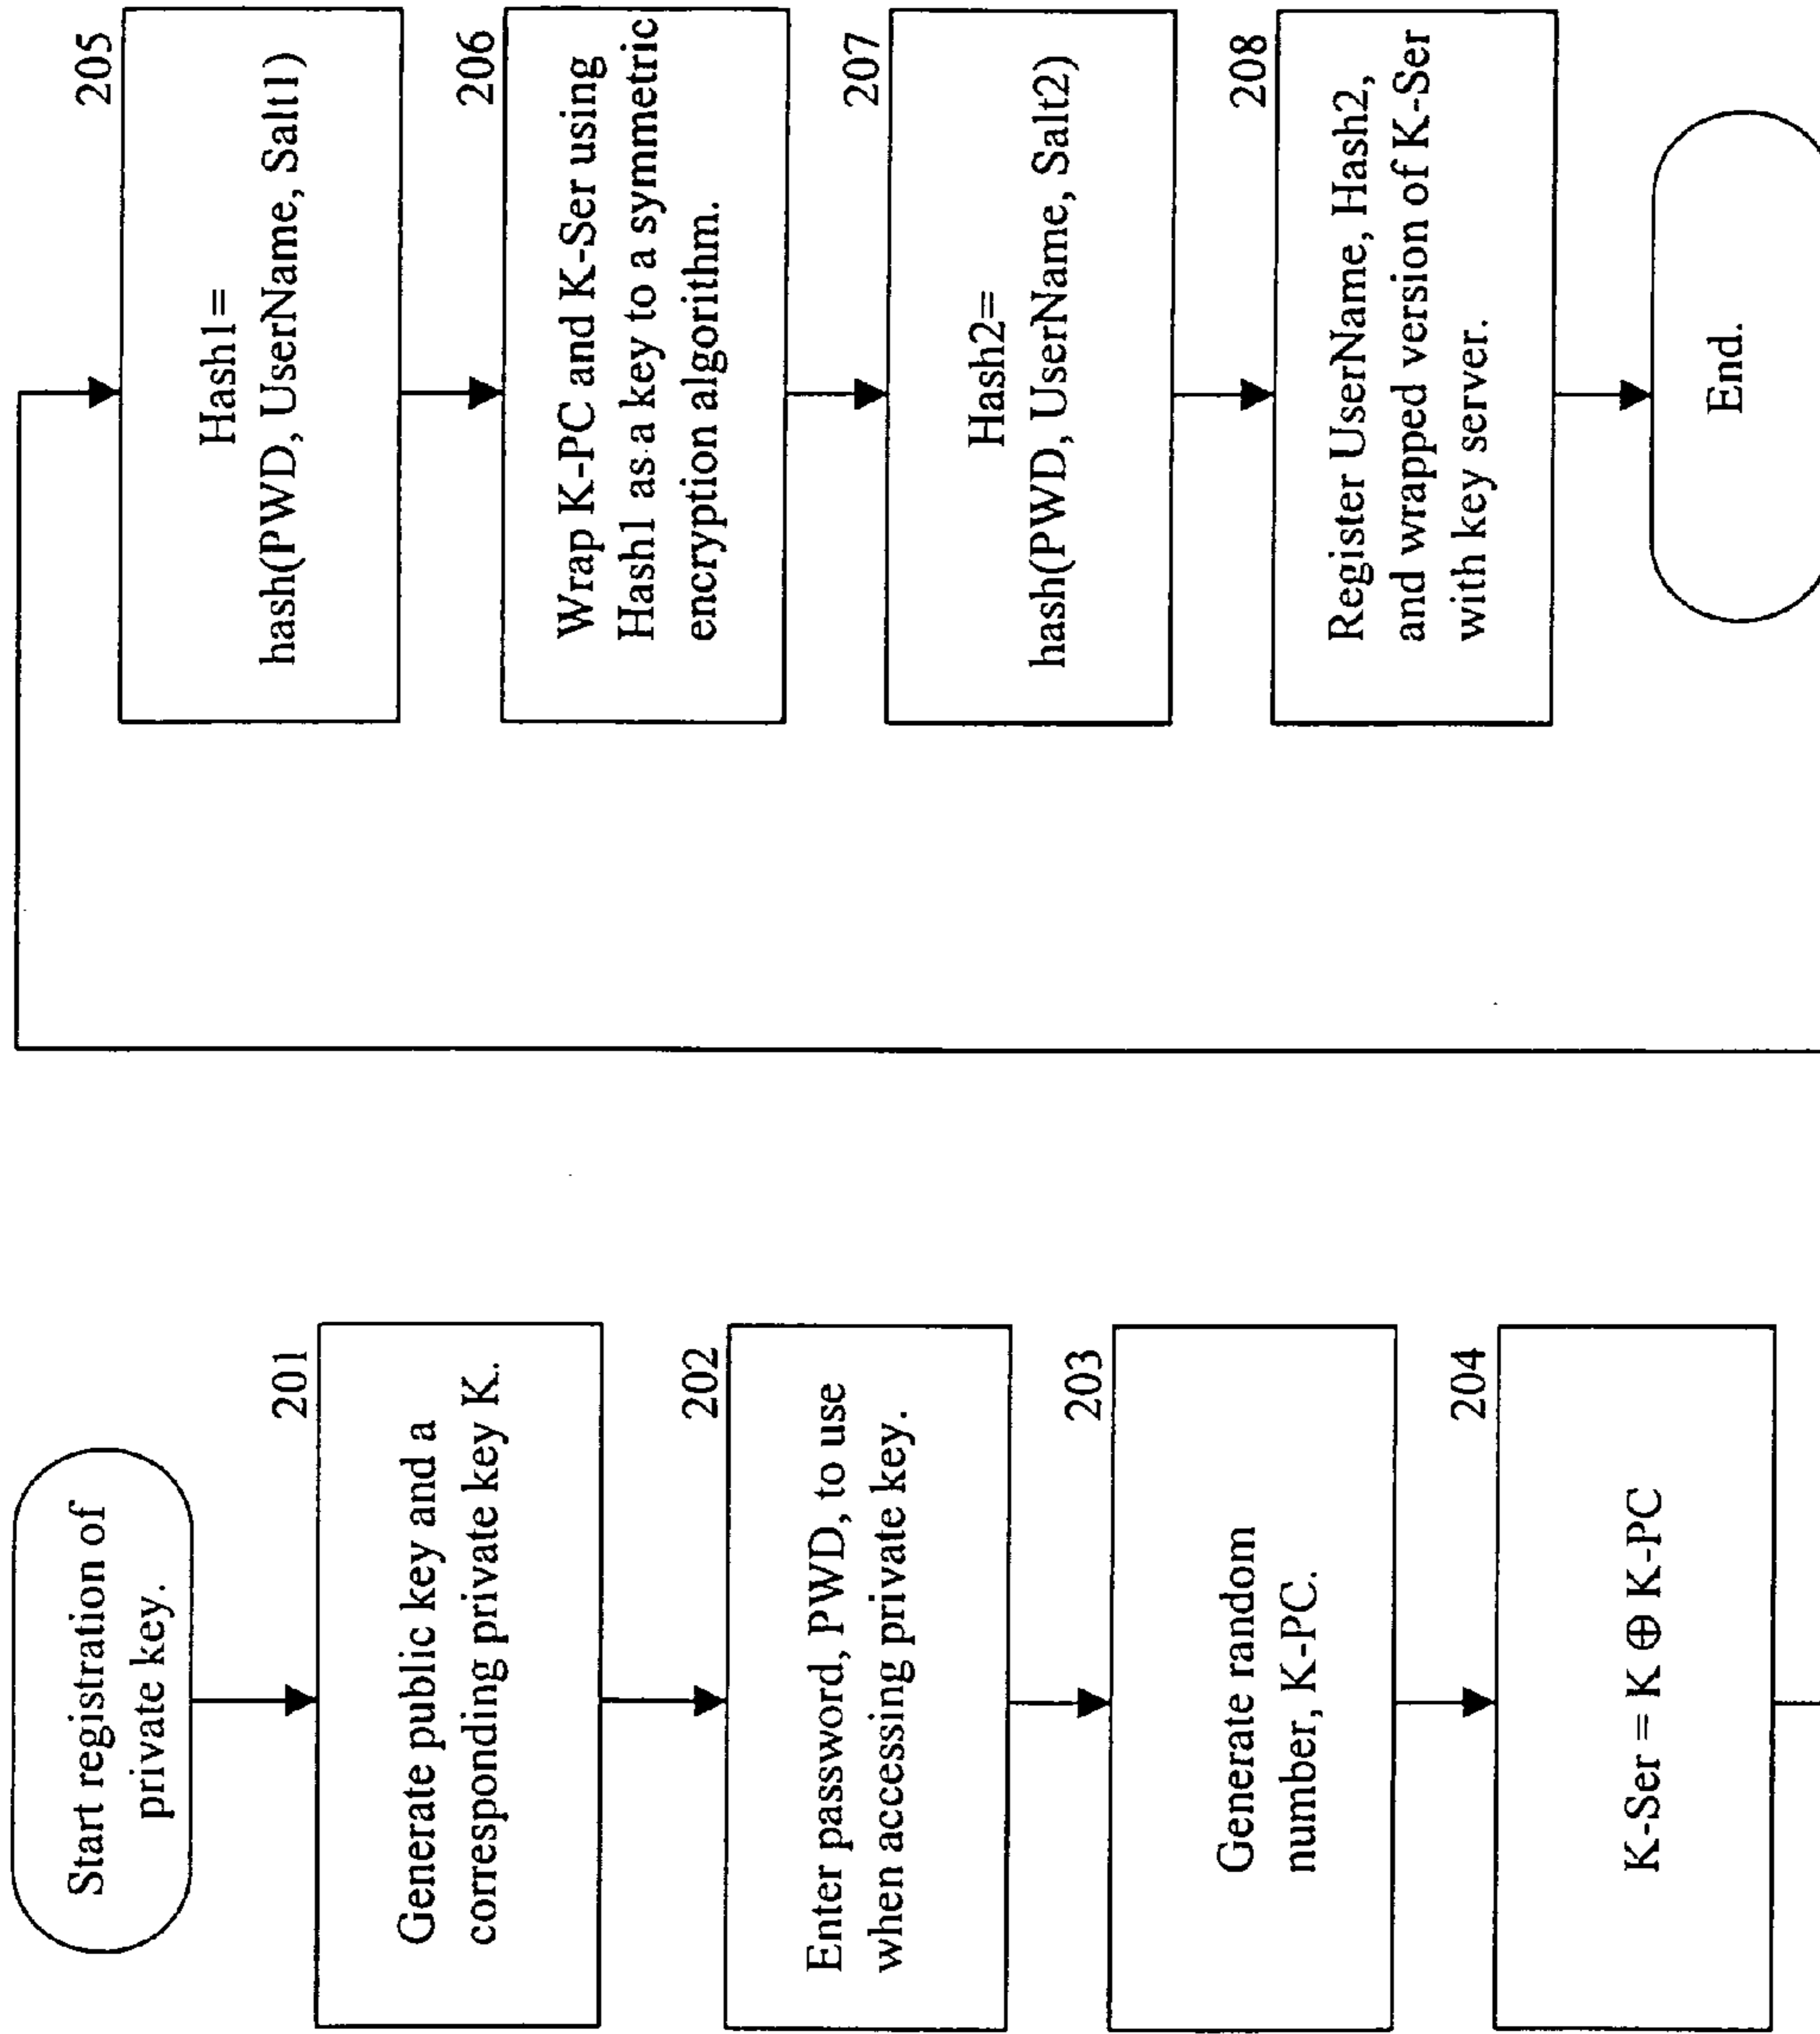 Start registration of
private key.
201
Generate public key and a
corresponding private key K.
202
Enter password, PWD, to use
when accessing private key.
203
Generate random
number, K-PC.
204
K-Ser = K ⊕ K-PC
205
Hash1=
hash(PWD, UserName, Salt1)
206
Wrap K-PC and K-Ser using
Hash1 as a key to a symmetric
encryption algorithm.
207
Hash2=
hash(PWD, UserName, Salt2)
208
Register UserName, Hash2,
and wrapped version of K-Ser
with key server.
End.